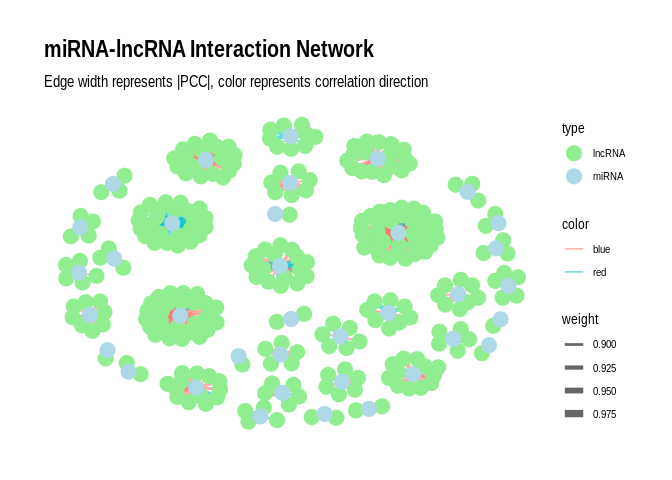 miRNA-lncRNA Interaction Network
Edge width represents |PCC|, color represents correlation direction
type
lncRNA
miRNA
color
blue
red
weight
0.900
0.925
0.950
0.975